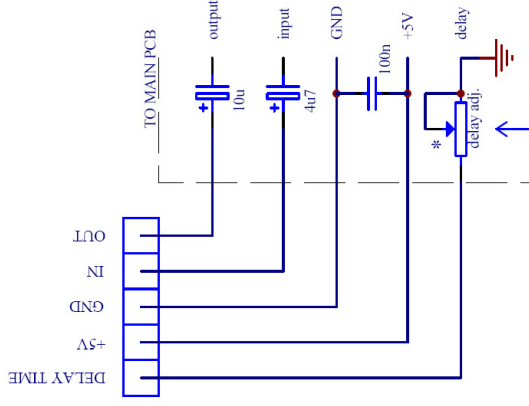 output
input
GND
+5V
delay
TO MAIN PCB
10u
4u7
100n
delay adj.
*
+
+
OUT
IN
GND
+5V
DELAY TIME